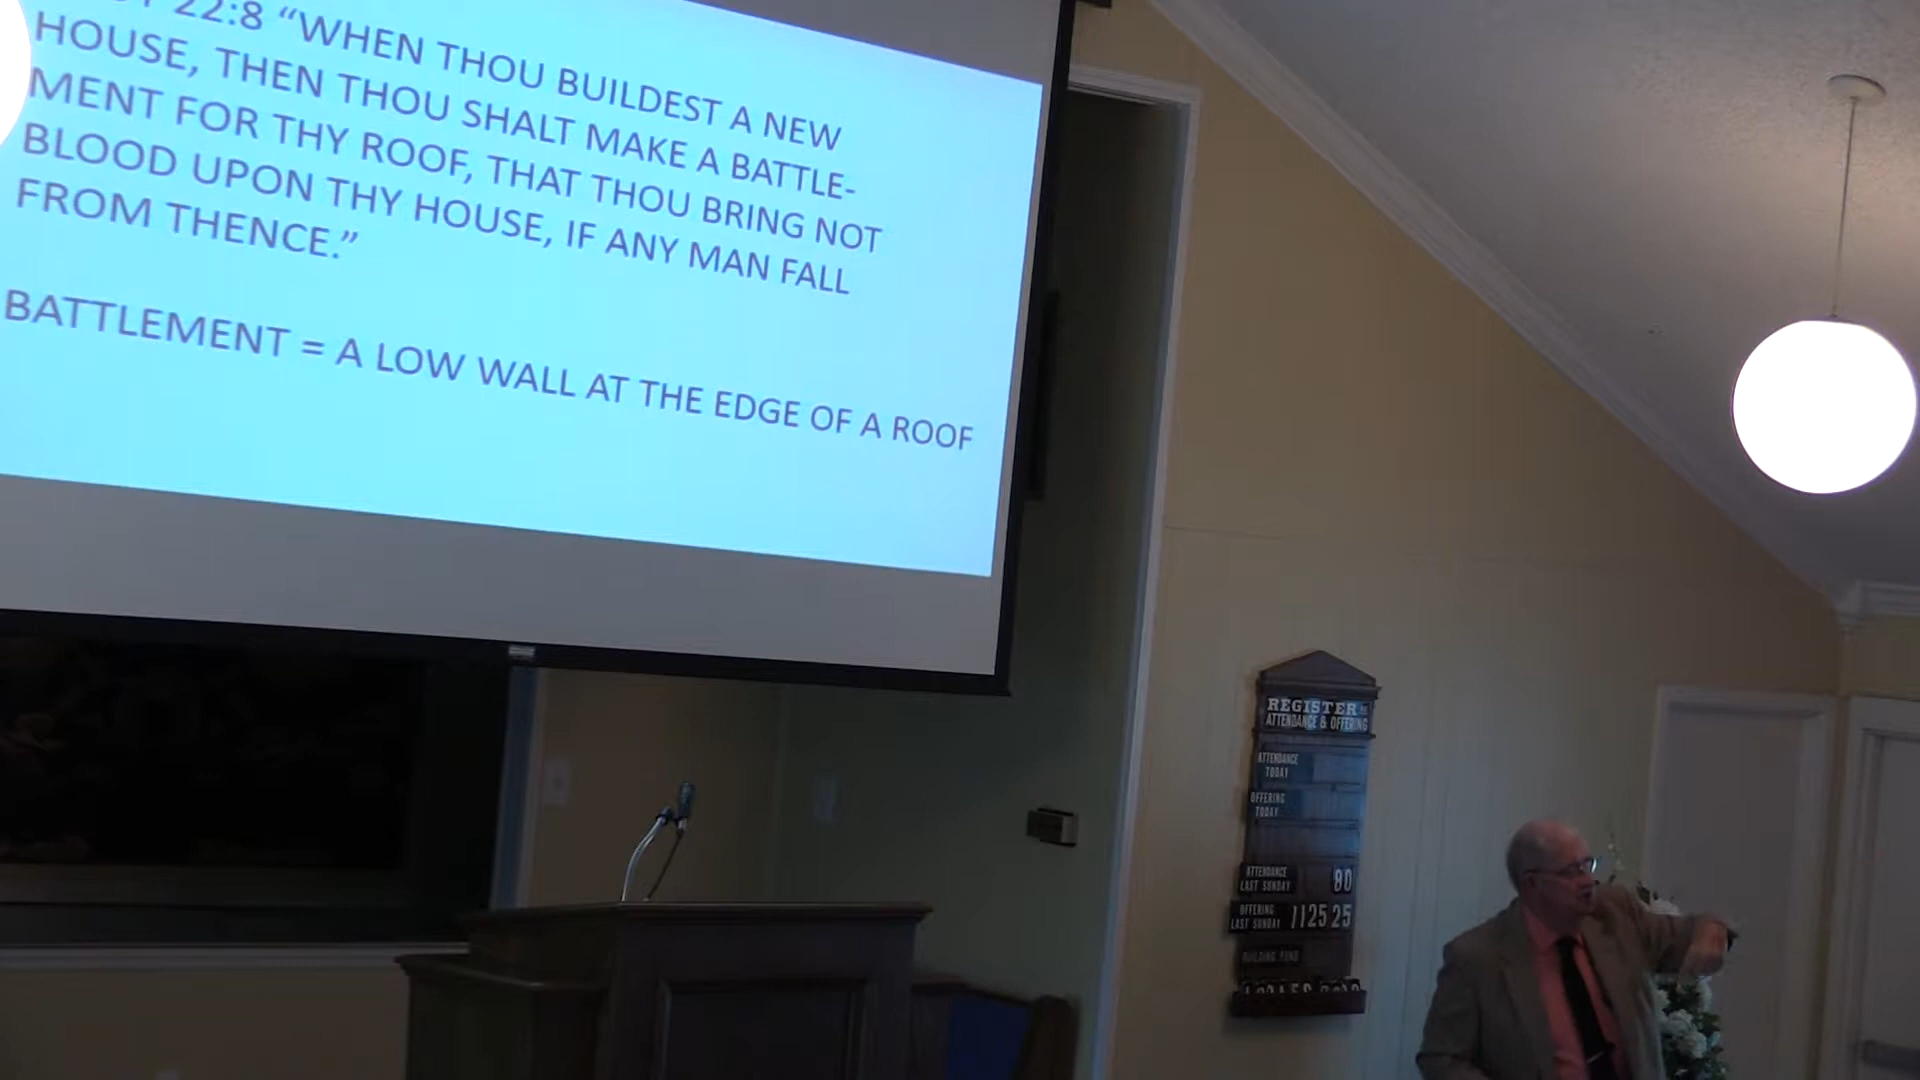 22:8 “WHEN THOU BUILDEST A NEW
HOUSE, THEN THOU SHALT MAKE A BATTLE-
MENT FOR THY ROOF, THAT THOU BRING NOT
BLOOD UPON THY HOUSE, IF ANY MAN FALL
FROM THENCE.”
BATTLEMENT = A LOW WALL AT THE EDGE OF A ROOF
REGISTER OF
ATTENDANCE & OFFERING
ATTENDANCE
TODAY
OFFERING
TODAY
ATTENDANCE
LAST SUNDAY 80
OFFERING
LAST SUNDAY 1125 25
BUILDING FUND